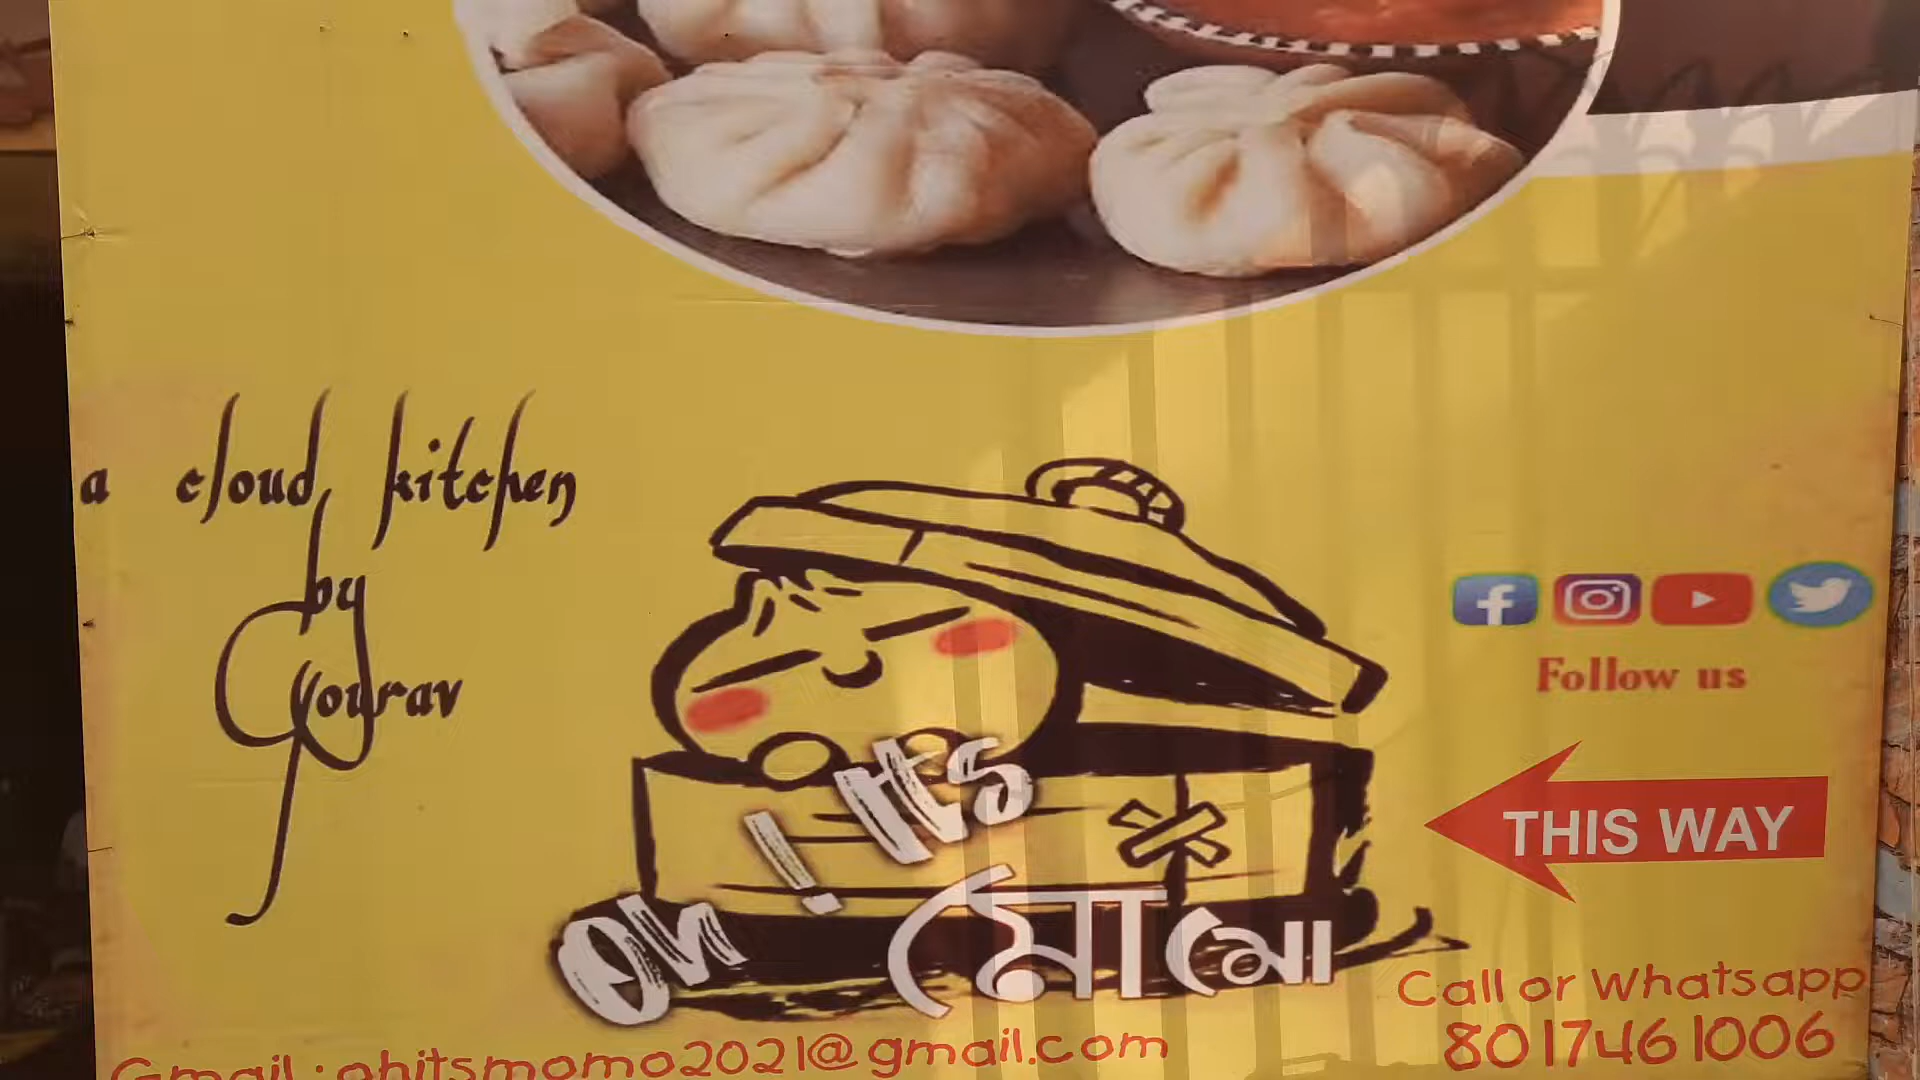 a cloud kitchen
by
Gourav
Follow us
THIS WAY
Oh! Its
মোমো
Call or Whatsapp
8017461006
Gmail : ohitsmomo2021@gmail.com